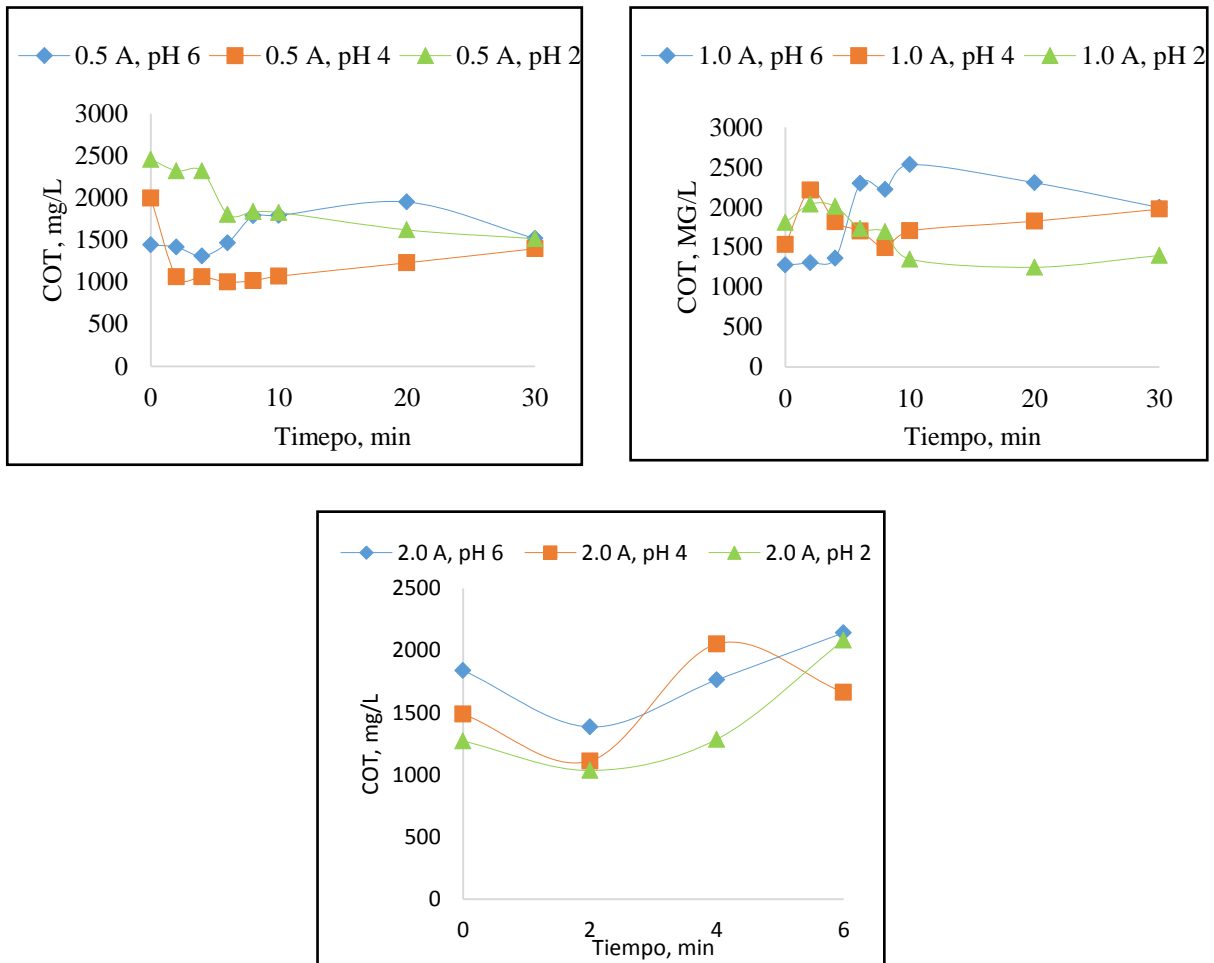 0.5 A, pH 6 0.5 A, pH 4 0.5 A, pH 2
3000
2500
2000
1500
1000
500
0
COT, mg/L
0 10 20 30
Timepo, min
1.0 A, pH 6 1.0 A, pH 4 1.0 A, pH 2
3000
2500
2000
1500
1000
500
0
COT, MG/L
0 10 20 30
Tiempo, min
2.0 A, pH 6 2.0 A, pH 4 2.0 A, pH 2
2500
2000
1500
1000
500
0
COT, mg/L
0 2 4 6
Tiempo, min